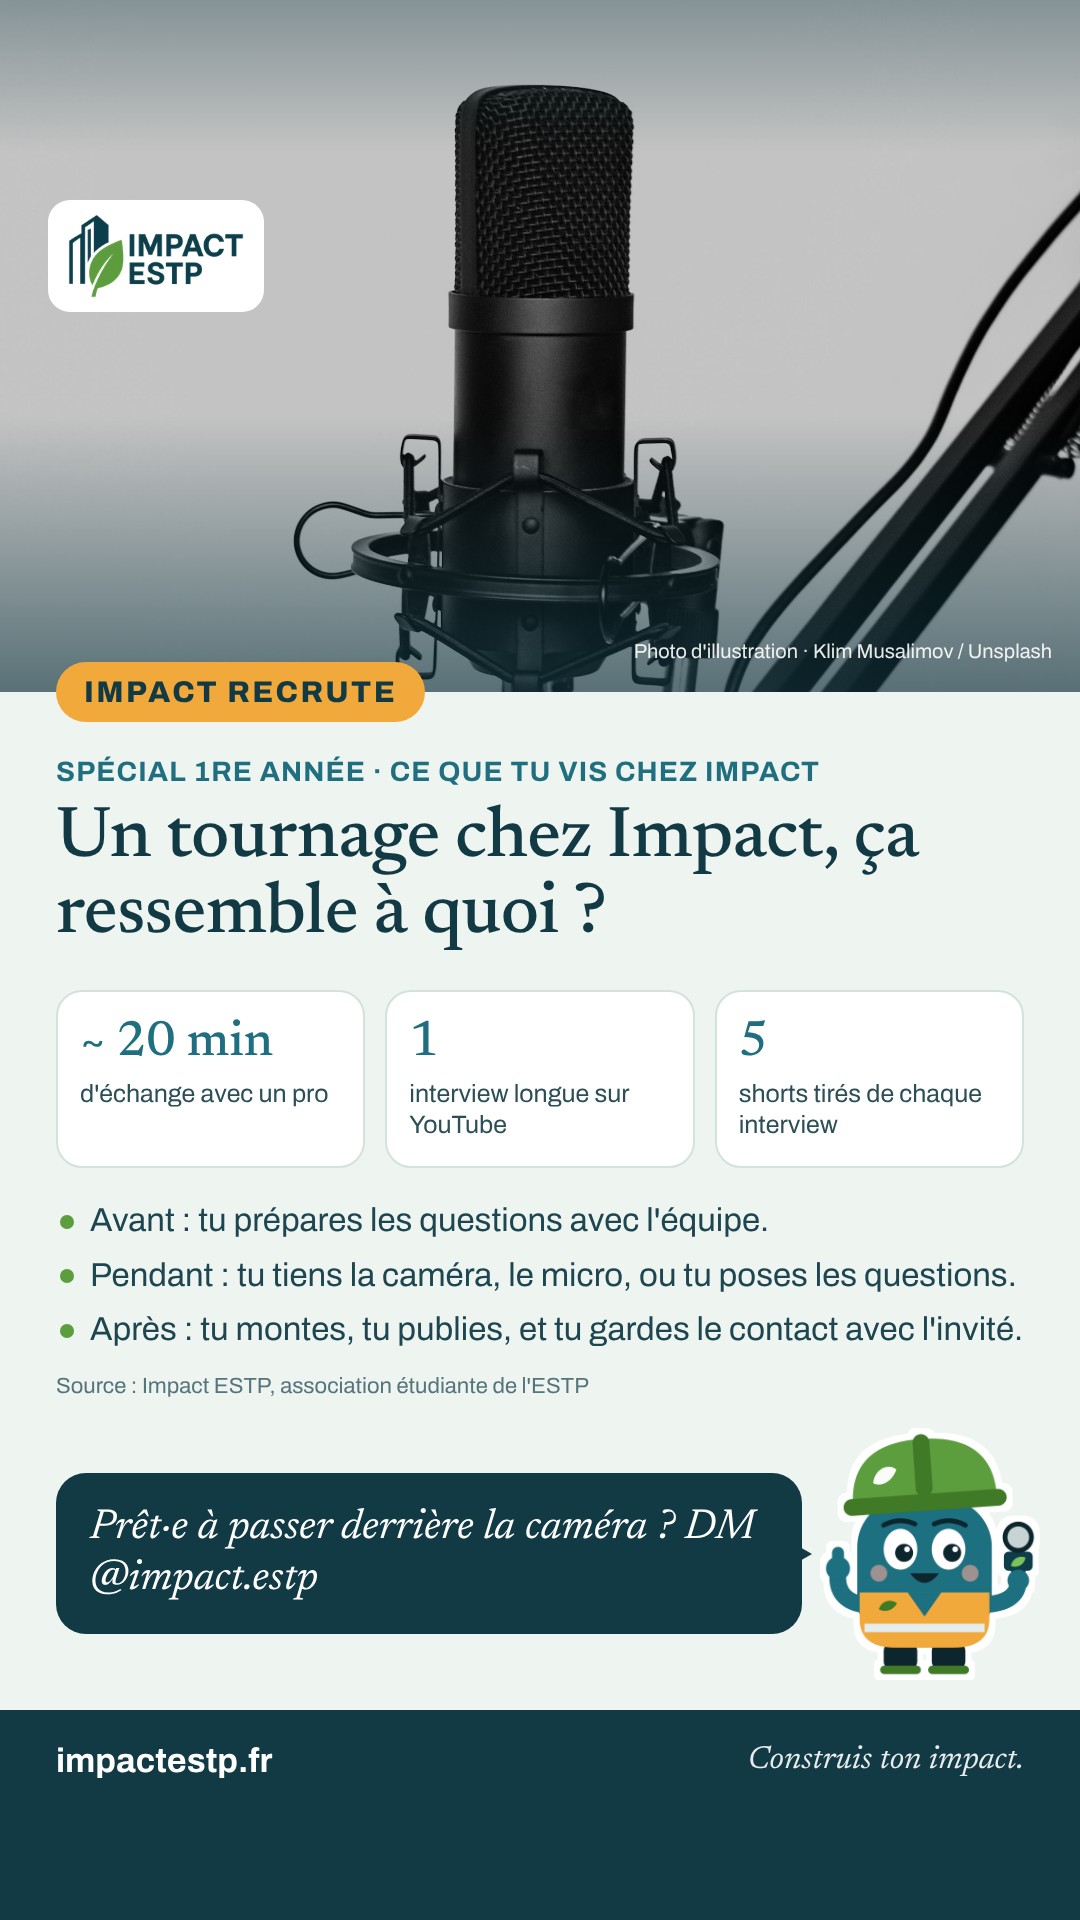 IMPACT
ESTP
Photo d'illustration · Klim Musalimov / Unsplash
IMPACT RECRUTE
SPÉCIAL 1RE ANNÉE · CE QUE TU VIS CHEZ IMPACT
Un tournage chez Impact, ça
ressemble à quoi ?
~ 20 min
d'échange avec un pro
1
interview longue sur
YouTube
5
shorts tirés de chaque
interview
Avant : tu prépares les questions avec l'équipe.
Pendant : tu tiens la caméra, le micro, ou tu poses les questions.
Après : tu montes, tu publies, et tu gardes le contact avec l'invité.
Source : Impact ESTP, association étudiante de l'ESTP
Prêt·e à passer derrière la caméra ? DM
@impact.estp
impactestp.fr
Construis ton impact.